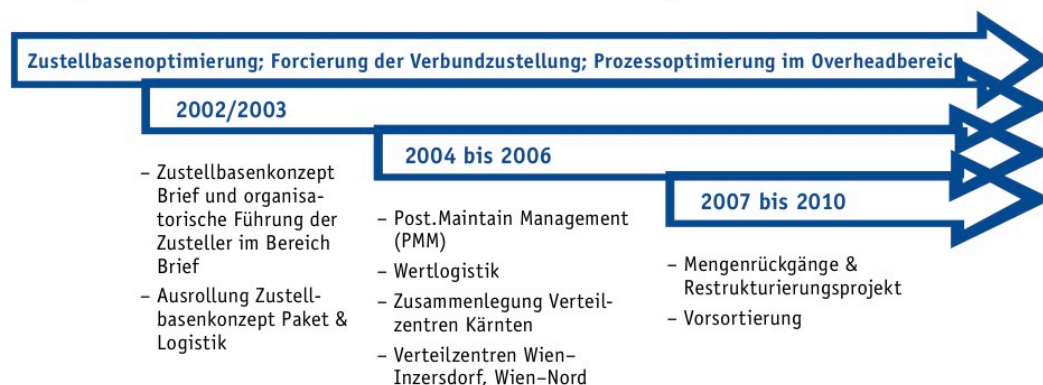 Zustellbasenoptimierung; Forcierung der Verbundzustellung; Prozessoptimierung im Overheadbereich
2002/2003
– Zustellbasenkonzept
Brief und organisa-
torische Führung der
Zusteller im Bereich
Brief
– Ausrollung Zustell-
basenkonzept Paket &
Logistik
2004 bis 2006
– Post.Maintain Management
(PMM)
– Wertlogistik
– Zusammenlegung Verteil-
zentren Kärnten
– Verteilzentren Wien–
Inzersdorf, Wien–Nord
2007 bis 2010
– Mengenrückgänge &
Restrukturierungsprojekt
– Vorsortierung